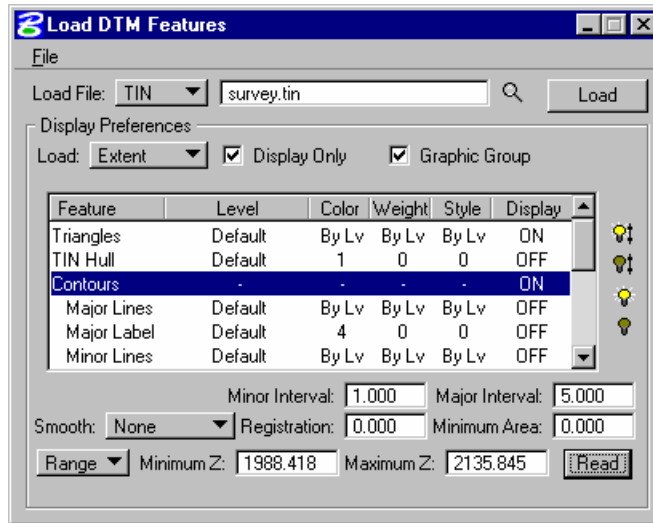 Load DTM Features
File
Load File: TIN survey.tin Load
Display Preferences
Load: Extent Display Only Graphic Group
Feature Level Color Weight Style Display
Triangles Default By Lv By Lv By Lv ON
TIN Hull Default 1 0 0 OFF
Contours - - - - ON
Major Lines Default By Lv By Lv By Lv OFF
Major Label Default 4 0 0 OFF
Minor Lines Default By Lv By Lv By Lv OFF
Minor Interval: 1.000 Major Interval: 5.000
Smooth: None Registration: 0.000 Minimum Area: 0.000
Range Minimum Z: 1988.418 Maximum Z: 2135.845 Read